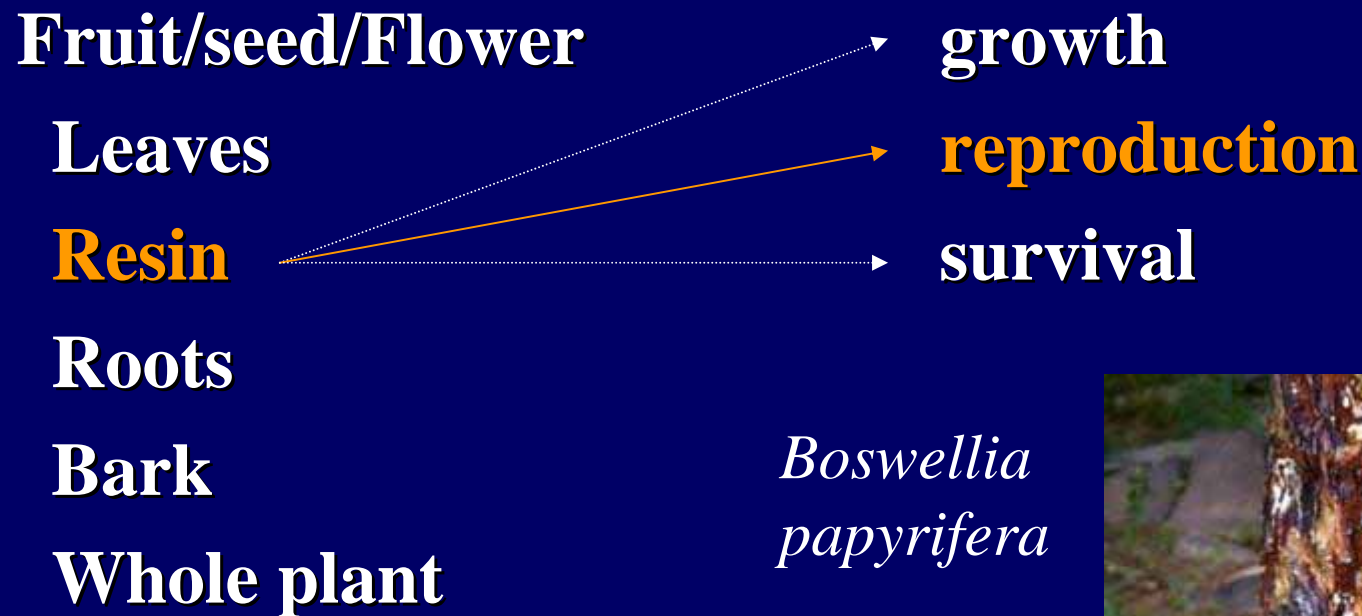 Fruit/seed/Flower
Leaves
Resin
Roots
Bark
Whole plant
growth
reproduction
survival
Boswellia
papyrifera